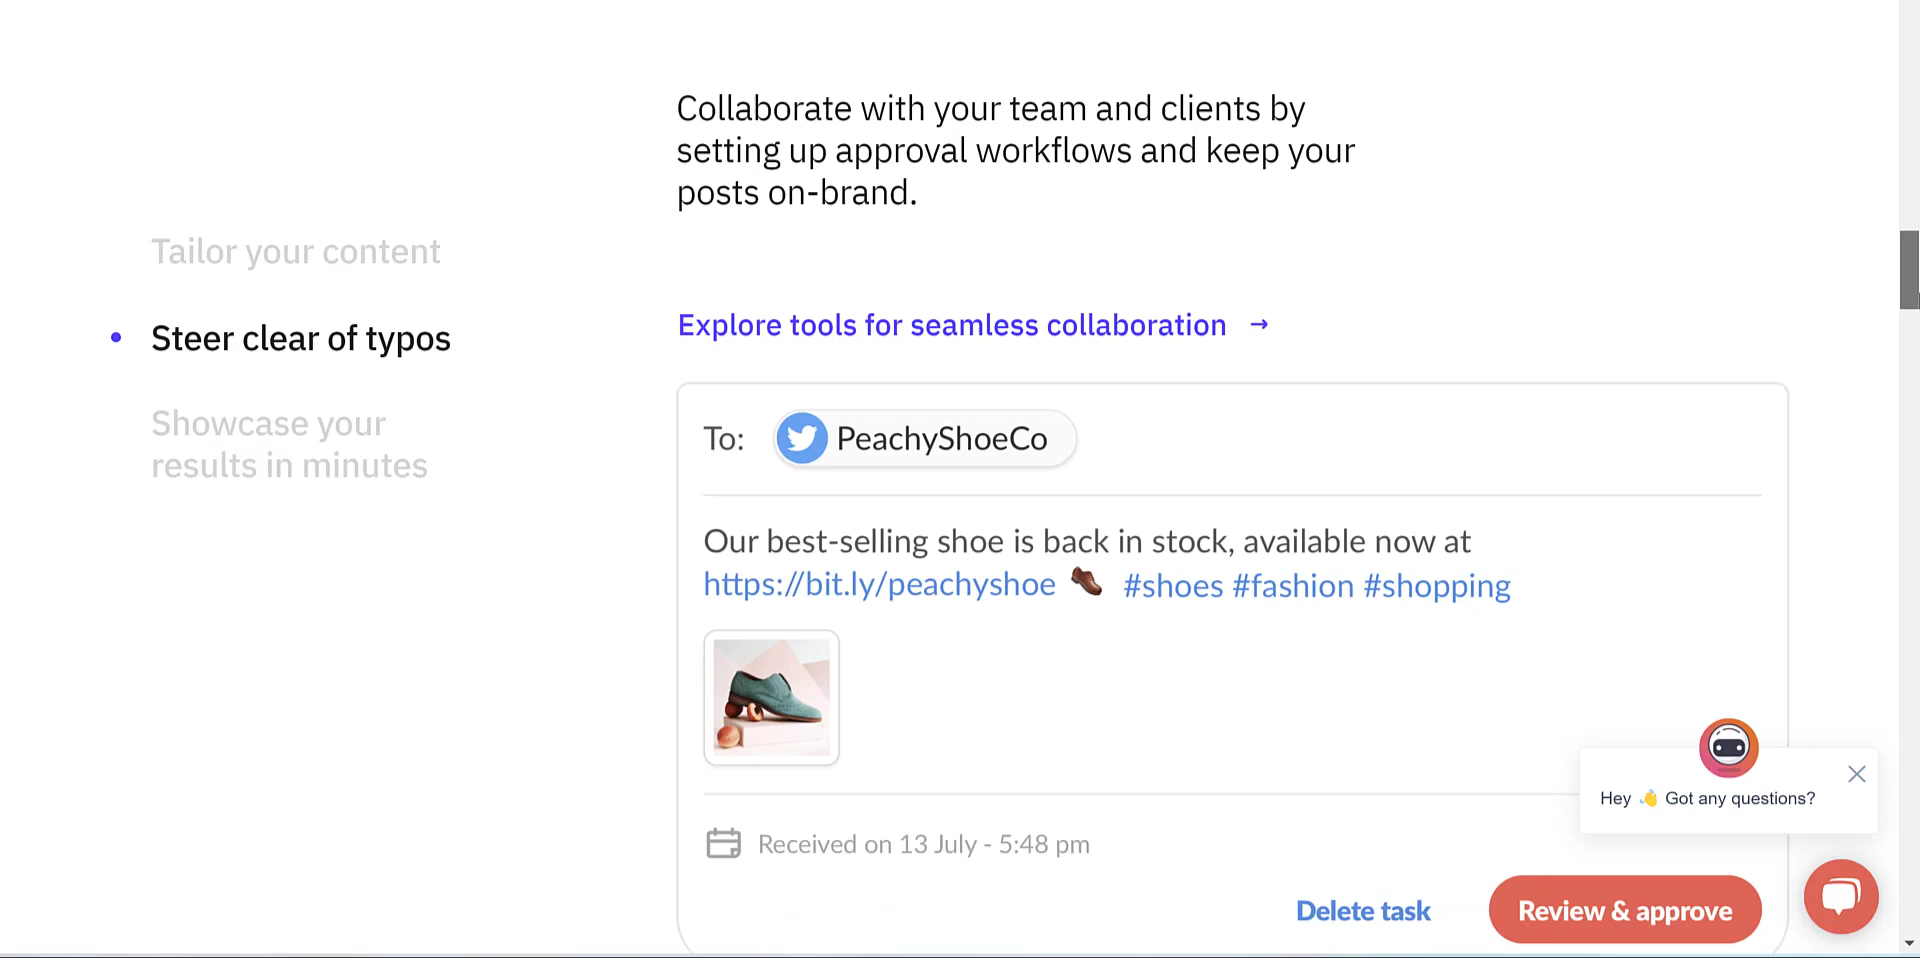 Collaborate with your team and clients by
setting up approval workflows and keep your
posts on-brand.
Tailor your content
Steer clear of typos
Showcase your
results in minutes
Explore tools for seamless collaboration →
To: PeachyShoeCo
Our best-selling shoe is back in stock, available now at
https://bit.ly/peachyshoe 👞 #shoes #fashion #shopping
Hey 👋 Got any questions?
Received on 13 July - 5:48 pm
Delete task
Review & approve